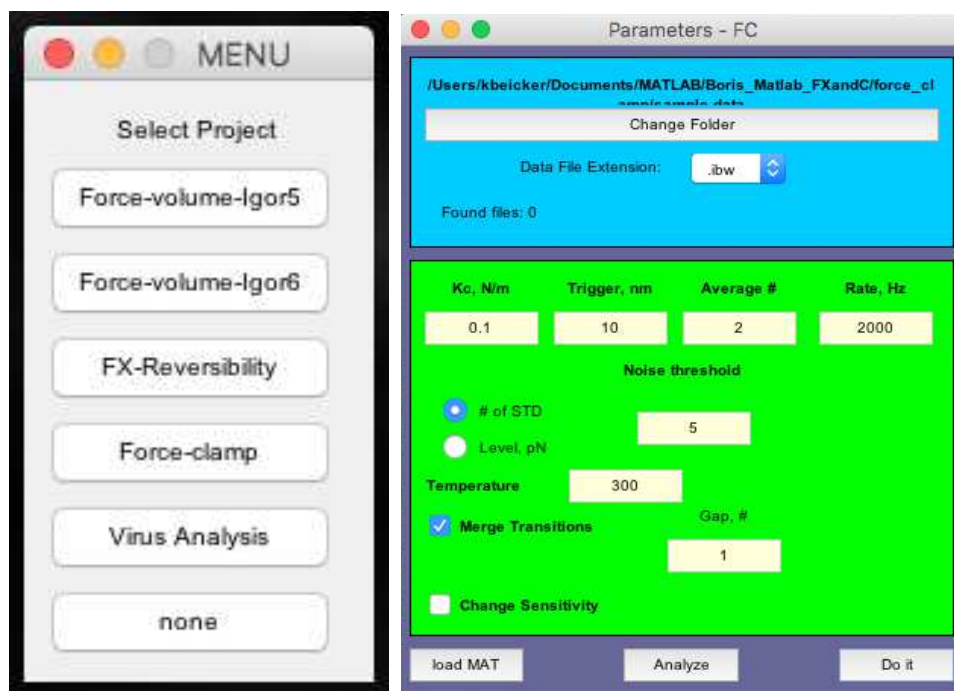 MENU
Select Project
Force-volume-Igor5
Force-volume-Igor6
FX-Reversibility
Force-clamp
Virus Analysis
none
Parameters - FC
/Users/kbeicker/Documents/MATLAB/Boris_Matlab_FXandC/force_cl
amp/sample data
Change Folder
Data File Extension: .ibw
Found files: 0
Kc, N/m Trigger, nm Average # Rate, Hz
0.1 10 2 2000
Noise threshold
# of STD
5
Level, pN
Temperature 300
Merge Transitions Gap, #
1
Change Sensitivity
load MAT Analyze Do it